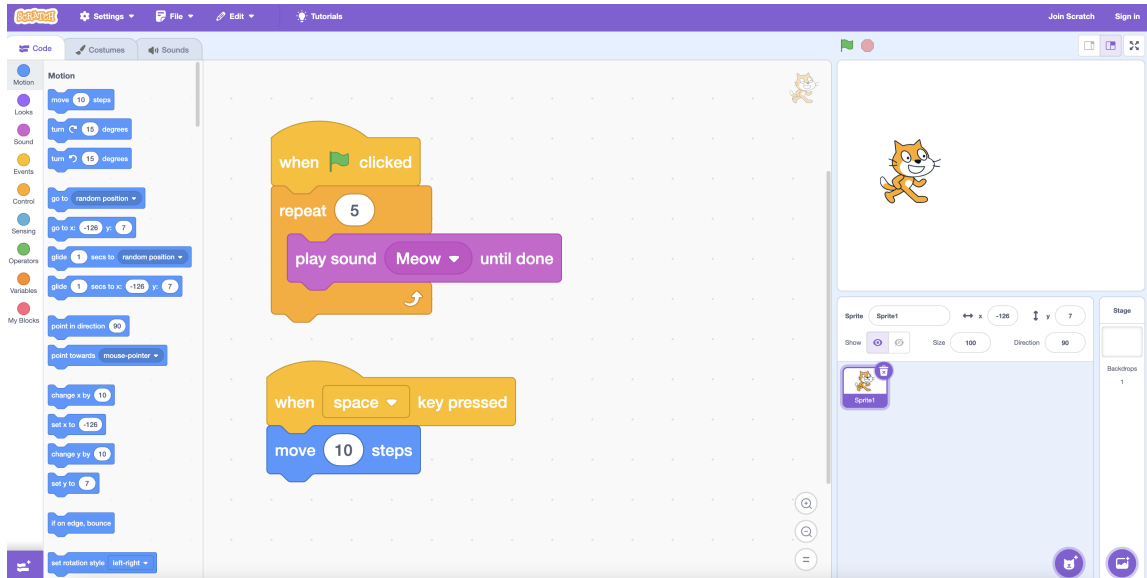 SCRATCH Settings File Edit Tutorials Join Scratch Sign in
Code Costumes Sounds
Motion
Looks
Sound
Events
Control
Sensing
Operators
Variables
My Blocks
Motion
move 10 steps
turn 15 degrees
turn 15 degrees
go to random position
go to x: -126 y: 7
glide 1 secs to random position
glide 1 secs to x: -126 y: 7
point in direction 90
point towards mouse-pointer
change x by 10
set x to -126
change y by 10
set y to 7
if on edge, bounce
set rotation style left-right
when clicked
repeat 5
play sound Meow until done
when space key pressed
move 10 steps
Sprite Sprite1 x -126 y 7
Show Size 100 Direction 90
Sprite1
Stage
Backdrops
1